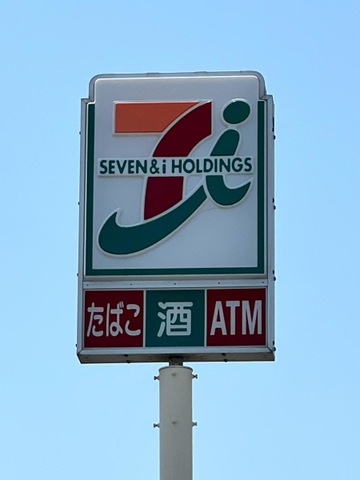 SEVEN&i HOLDINGS
たばこ 酒 ATM